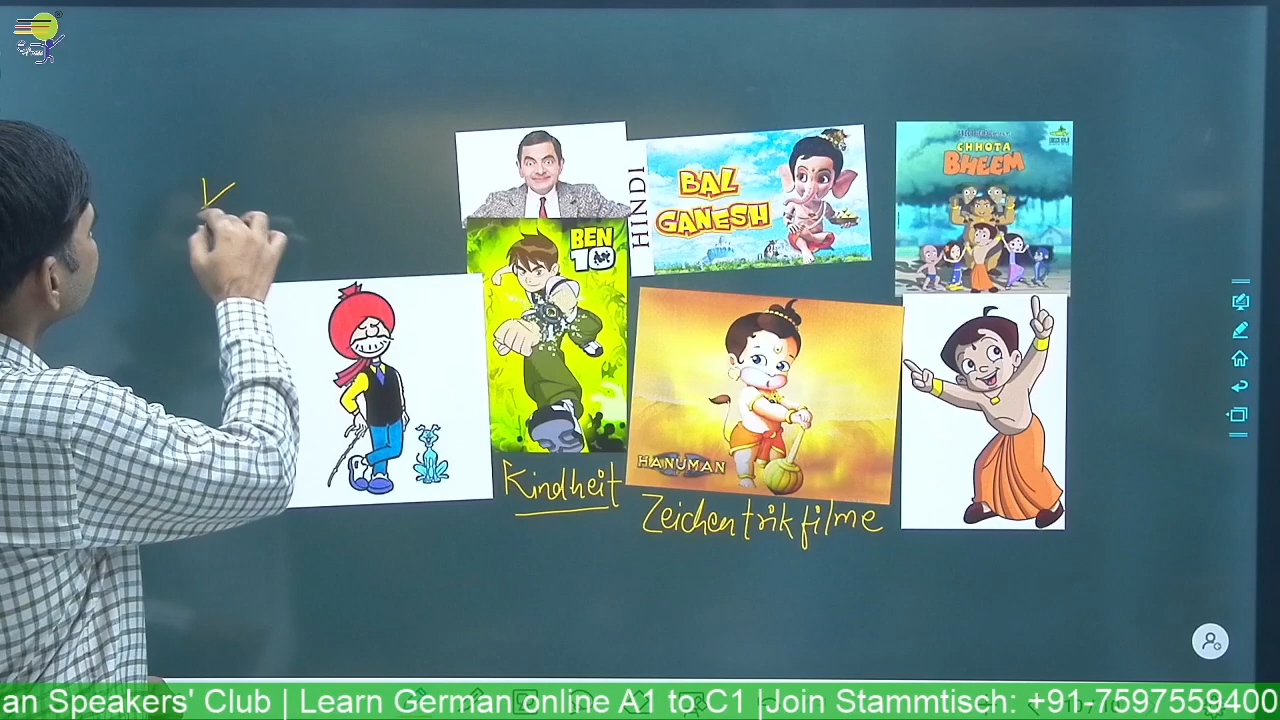 V
HINDI
BAL
GANESH
CHHOTA
BHEEM
BEN
10
HANUMAN
Kindheit
Zeichentrikfilme
an Speakers' Club | Learn German online A1 to C1 |Join Stammtisch: +91-7597559400